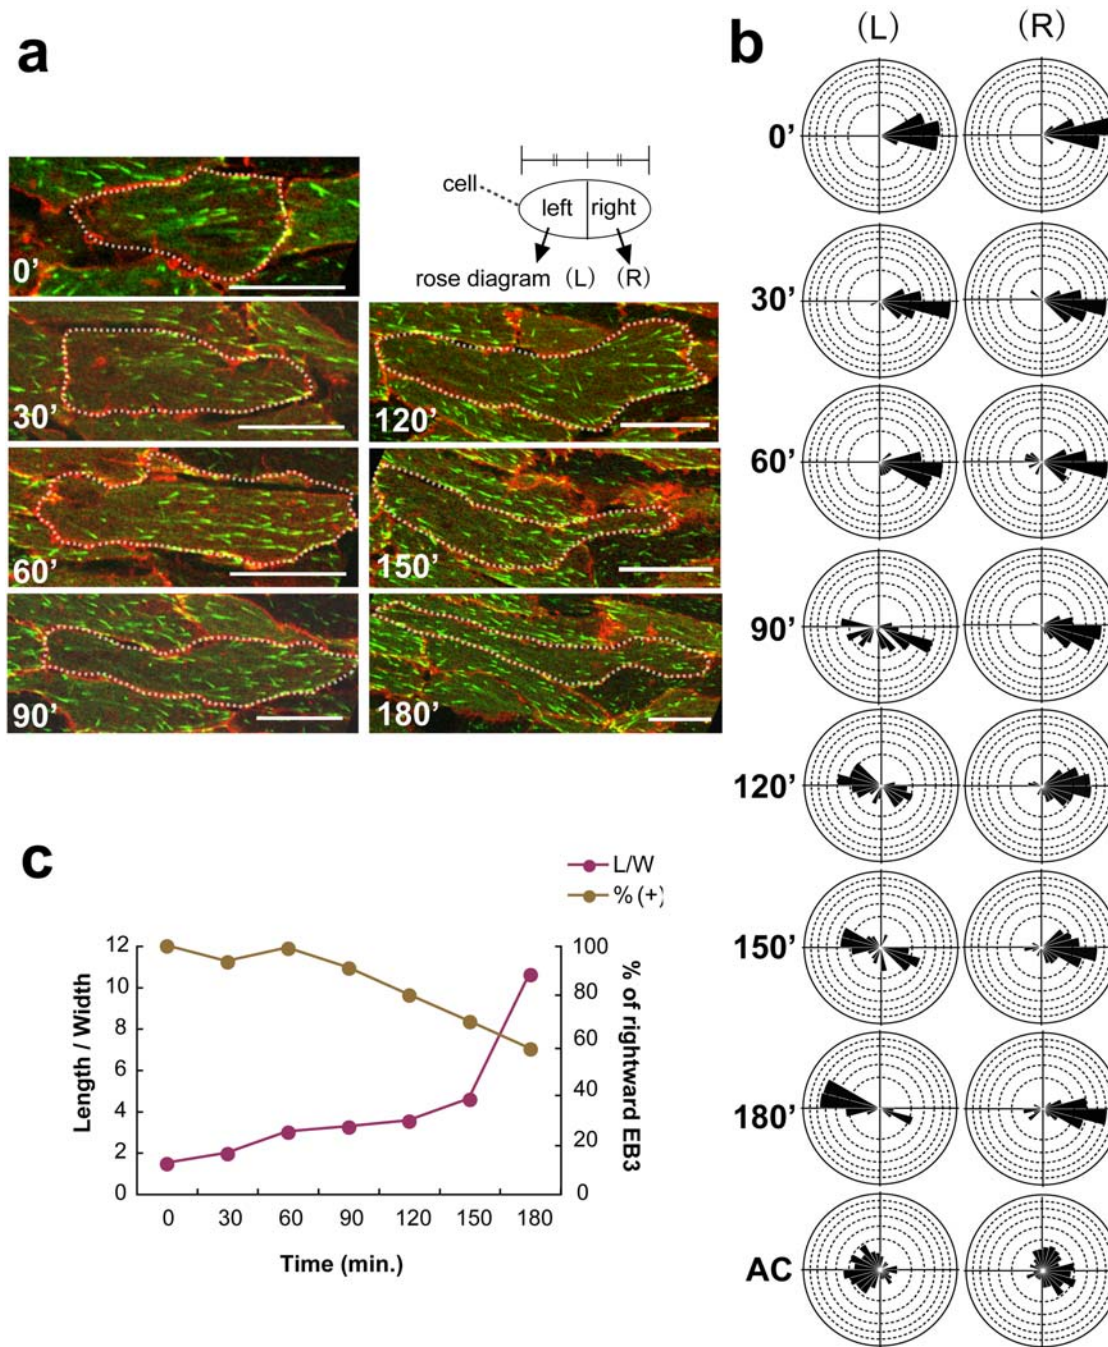 a
0’
30’
60’
90’
120’
150’
180’
cell
left
right
rose diagram (L) (R)
b
(L) (R)
0’
30’
60’
90’
120’
150’
180’
AC
c
L/W
% (+)
Length / Width
12
10
8
6
4
2
0
% of rightward EB3
100
80
60
40
20
0
0 30 60 90 120 150 180
Time (min.)